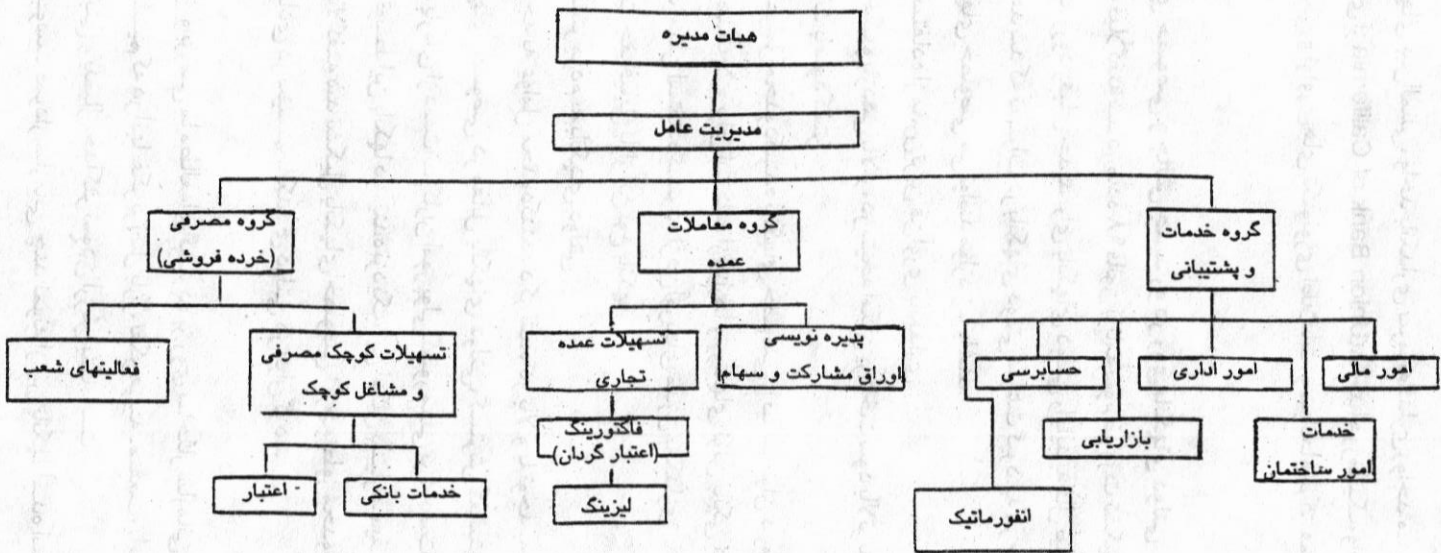 هیات مدیره
مدیریت عامل
گروه خدمات
و پشتیبانی
گروه معاملات
عمده
گروه مصرفی
(خرده فروشی)
امور مالی
امور اداری
حسابرسی
خدمات
امور ساختمان
بازاریابی
انفورماتیک
پدیره نویسی
اوراق مشارکت و سهام
تسهیلات عمده
تجاری
فاکتورینگ
(اعتبار گردان)
لیزینگ
تسهیلات کوچک مصرفی
و مشاغل کوچک
فعالیتهای شعب
خدمات بانکی
اعتبار